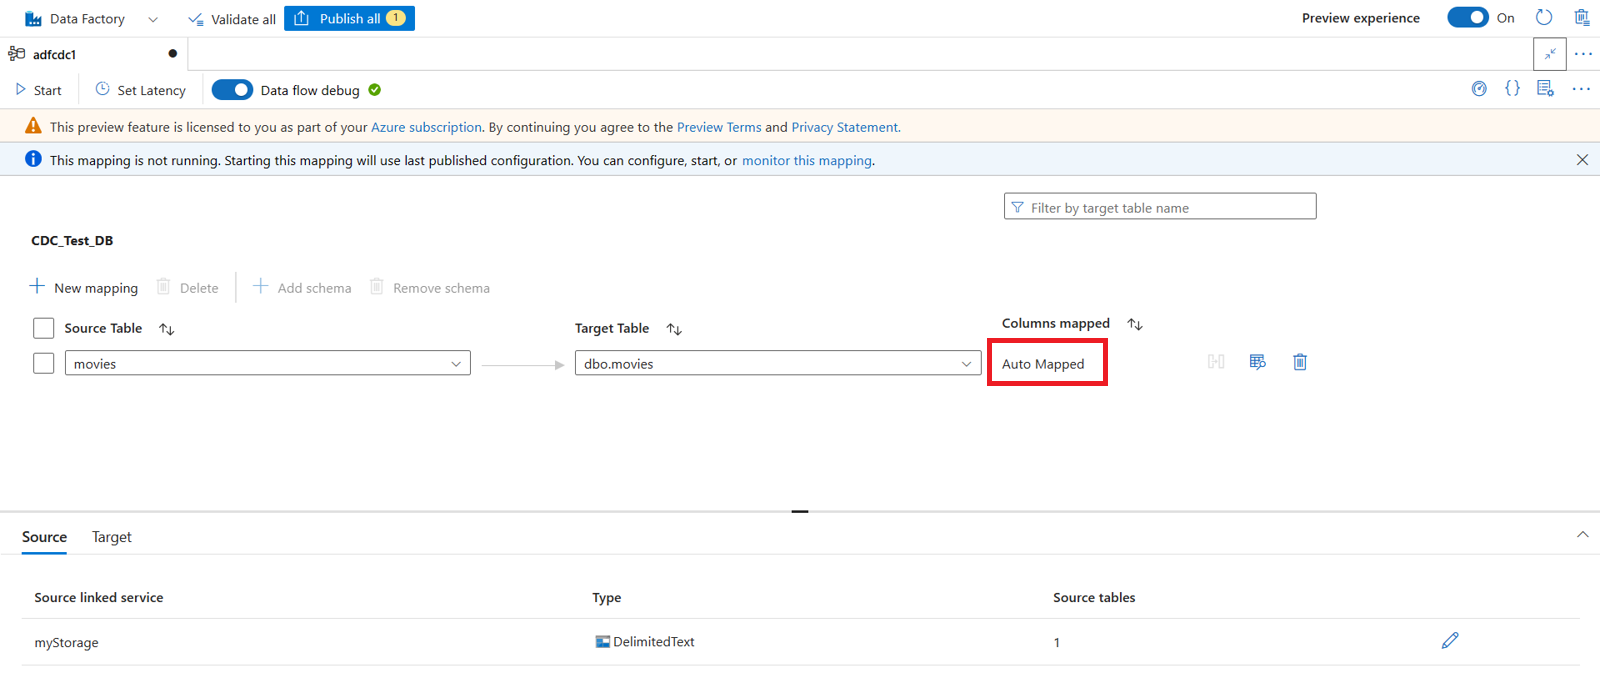 Data Factory Validate all Publish all 1 Preview experience On
adfcdc1
Start Set Latency Data flow debug
This preview feature is licensed to you as part of your Azure subscription. By continuing you agree to the Preview Terms and Privacy Statement.
This mapping is not running. Starting this mapping will use last published configuration. You can configure, start, or monitor this mapping.
Filter by target table name
CDC_Test_DB
New mapping Delete Add schema Remove schema
Source Table Target Table Columns mapped
movies dbo.movies Auto Mapped
Source Target
Source linked service Type Source tables
myStorage DelimitedText 1